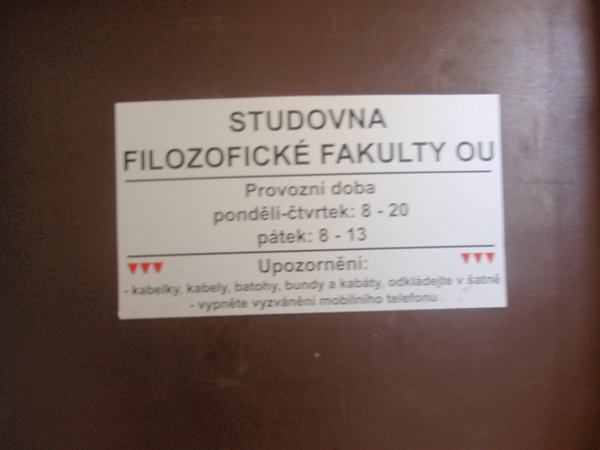 STUDOVNA
FILOZOFICKÉ FAKULTY OU
Provozní doba
pondělí-čtvrtek: 8 - 20
pátek: 8 - 13
Upozornění:
- kabelky, kabely, batohy, bundy a kabáty, odkládejte v šatně
- vypněte vyzvánění mobilního telefonu